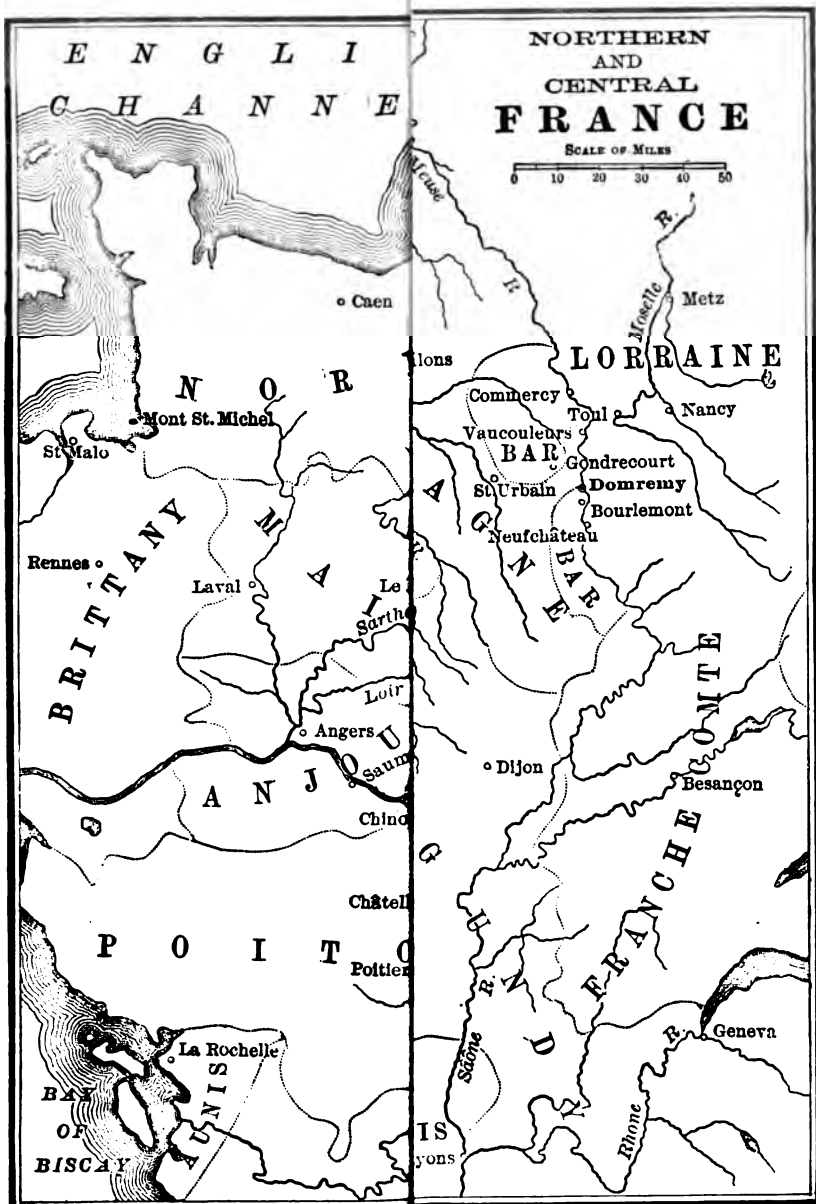 ENGLI
CHANNE
NORTHERN
AND
CENTRAL
FRANCE
SCALE OF MILES
0 10 20 30 40 50
Meuse
R
R.
Moselle
Metz
Caen
NOR
LORRAINE
lons
Commercy
Toul
Nancy
Vaucouleurs
BAR
Gondrecourt
St Urbain
Domremy
Bourlemont
Neufchâteau
BAR
AGNE
Mont St. Michel
St Malo
BRITTANY
Rennes
MAI
Laval
Le
Sarthe
Loir
Angers
ANJOU
Saum
Chino
Dijon
Besançon
FRANCHE COMTE
GUND
Y
Châtell
POITO
Poitier
La Rochelle
AUNIS
BAY
OF
BISCAY
Saône
R.
Geneva
Rhone
R.
IS
yons